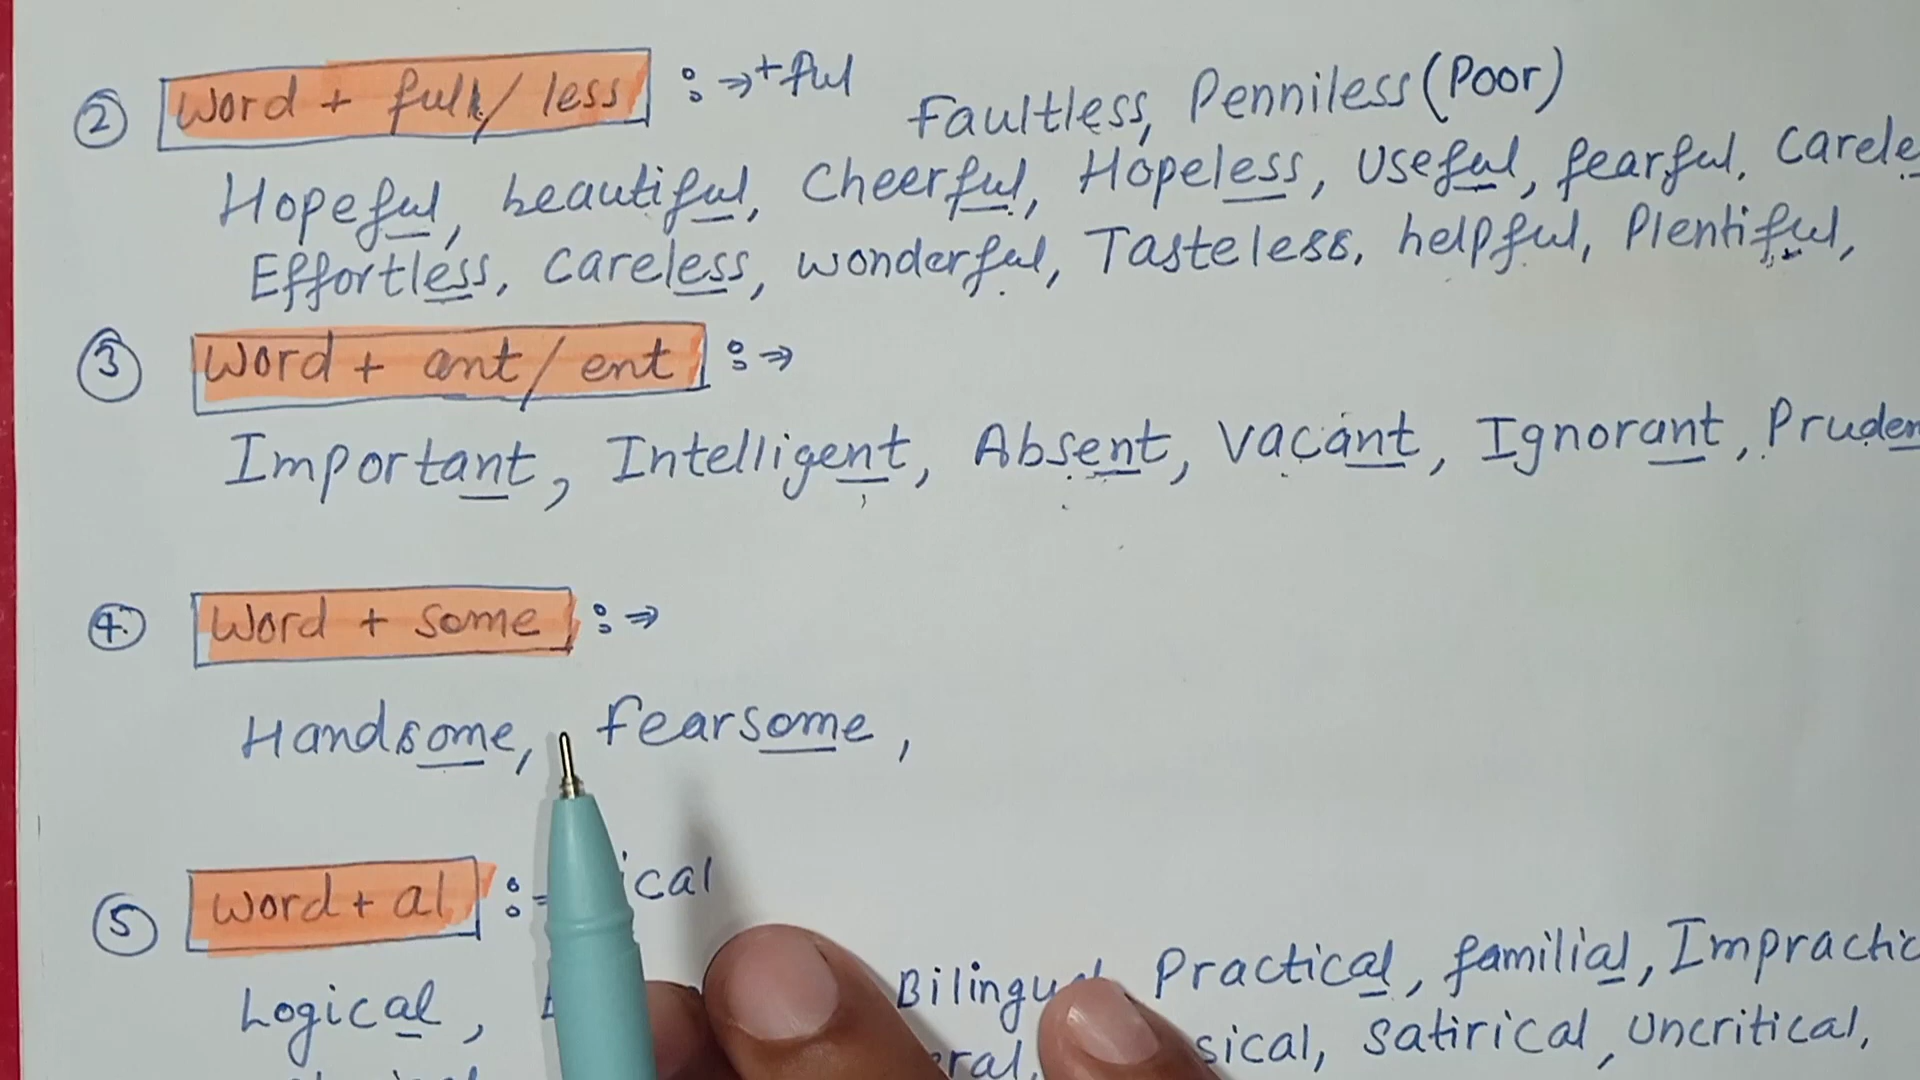 ② Word + full/less :→ +ful
Faultless, Penniless (Poor)
Hopeful, beautiful, Cheerful, Hopeless, Useful, fearful, Carele
Effortless, Careless, wonderful, Tasteless, helpful, Plentiful,
③ Word + ant/ent :→
Important, Intelligent, Absent, Vacant, Ignorant, Pruden
④ Word + some :→
Handsome, fearsome,
⑤ Word + al : ical
Bilingu Practical, familial, Impractic
Logical, sical, Satirical, Uncritical,